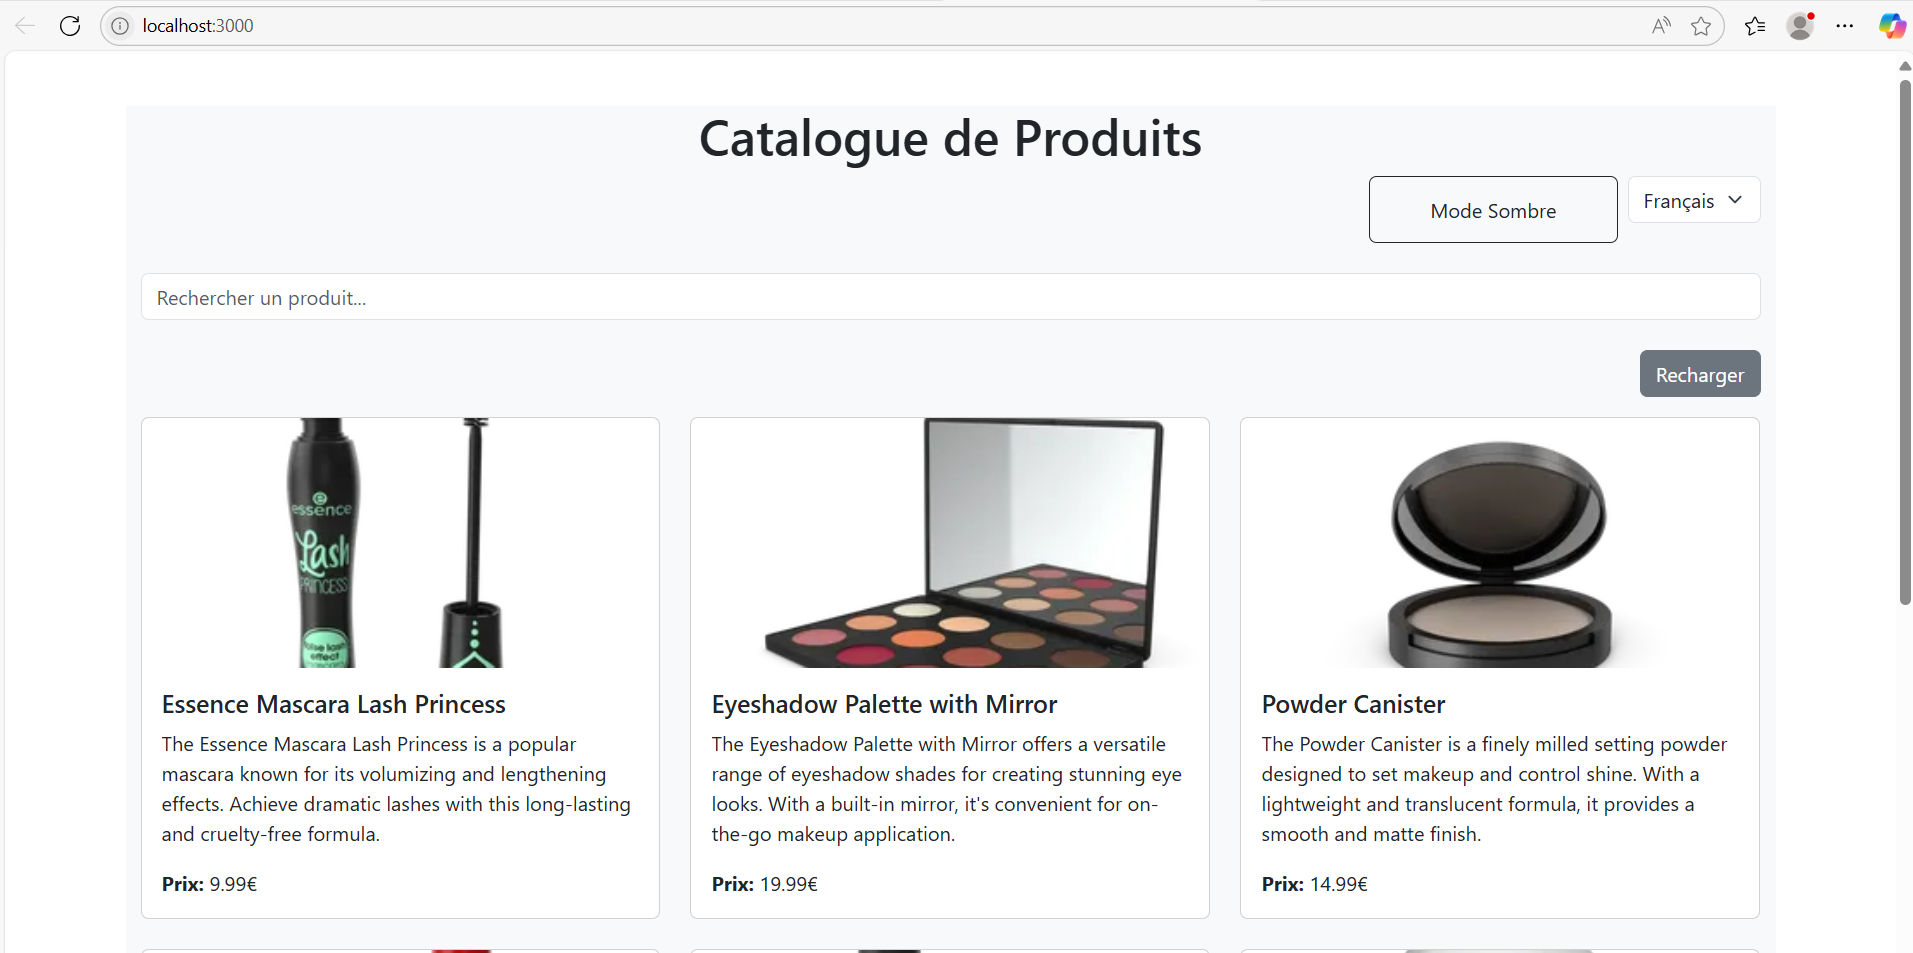 localhost:3000
Catalogue de Produits
Mode Sombre
Français
Rechercher un produit...
Recharger
essence
Lash
PRINCESS
false lash
effect
Essence Mascara Lash Princess
The Essence Mascara Lash Princess is a popular
mascara known for its volumizing and lengthening
effects. Achieve dramatic lashes with this long-lasting
and cruelty-free formula.
Prix: 9.99€
Eyeshadow Palette with Mirror
The Eyeshadow Palette with Mirror offers a versatile
range of eyeshadow shades for creating stunning eye
looks. With a built-in mirror, it's convenient for on-
the-go makeup application.
Prix: 19.99€
Powder Canister
The Powder Canister is a finely milled setting powder
designed to set makeup and control shine. With a
lightweight and translucent formula, it provides a
smooth and matte finish.
Prix: 14.99€